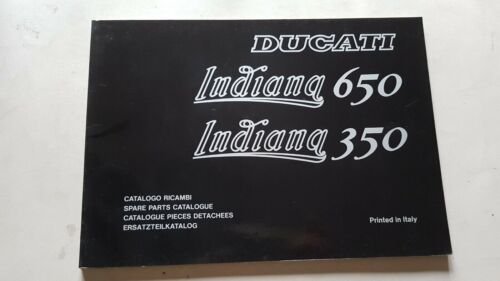 DUCATI
Indiana 650
Indiana 350
CATALOGO RICAMBI
SPARE PARTS CATALOGUE
CATALOGUE PIECES DETACHEES
ERSATZTEILKATALOG
Printed in Italy